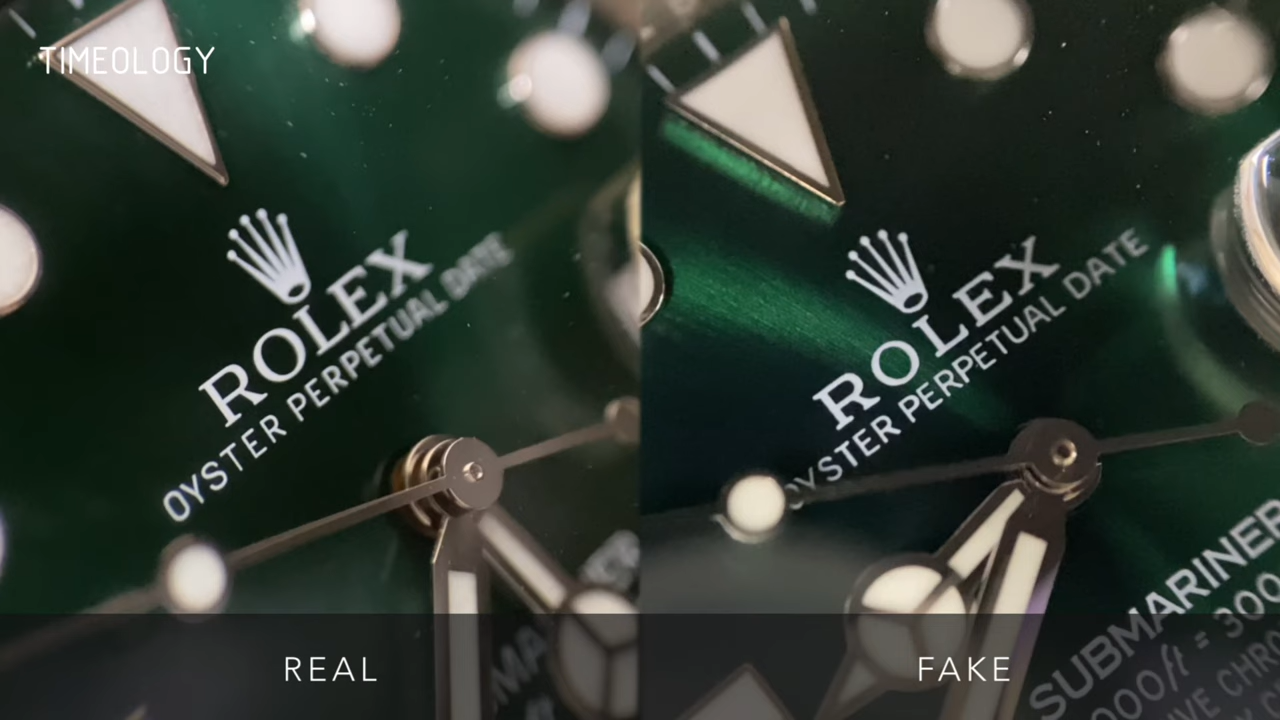 TIMEOLOGY
ROLEX
OYSTER PERPETUAL DATE
ROLEX
OYSTER PERPETUAL DATE
SUBMARINER
REAL
FAKE